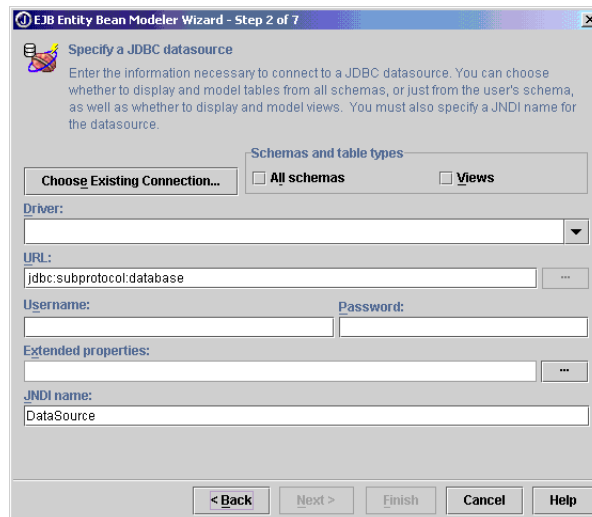 EJB Entity Bean Modeler Wizard - Step 2 of 7
Specify a JDBC datasource
Enter the information necessary to connect to a JDBC datasource. You can choose
whether to display and model tables from all schemas, or just from the user's schema,
as well as whether to display and model views. You must also specify a JNDI name for
the datasource.
Schemas and table types
Choose Existing Connection...
All schemas
Views
Driver:
URL:
jdbc:subprotocol:database
...
Username:
Password:
Extended properties:
...
JNDI name:
DataSource
< Back
Next >
Finish
Cancel
Help